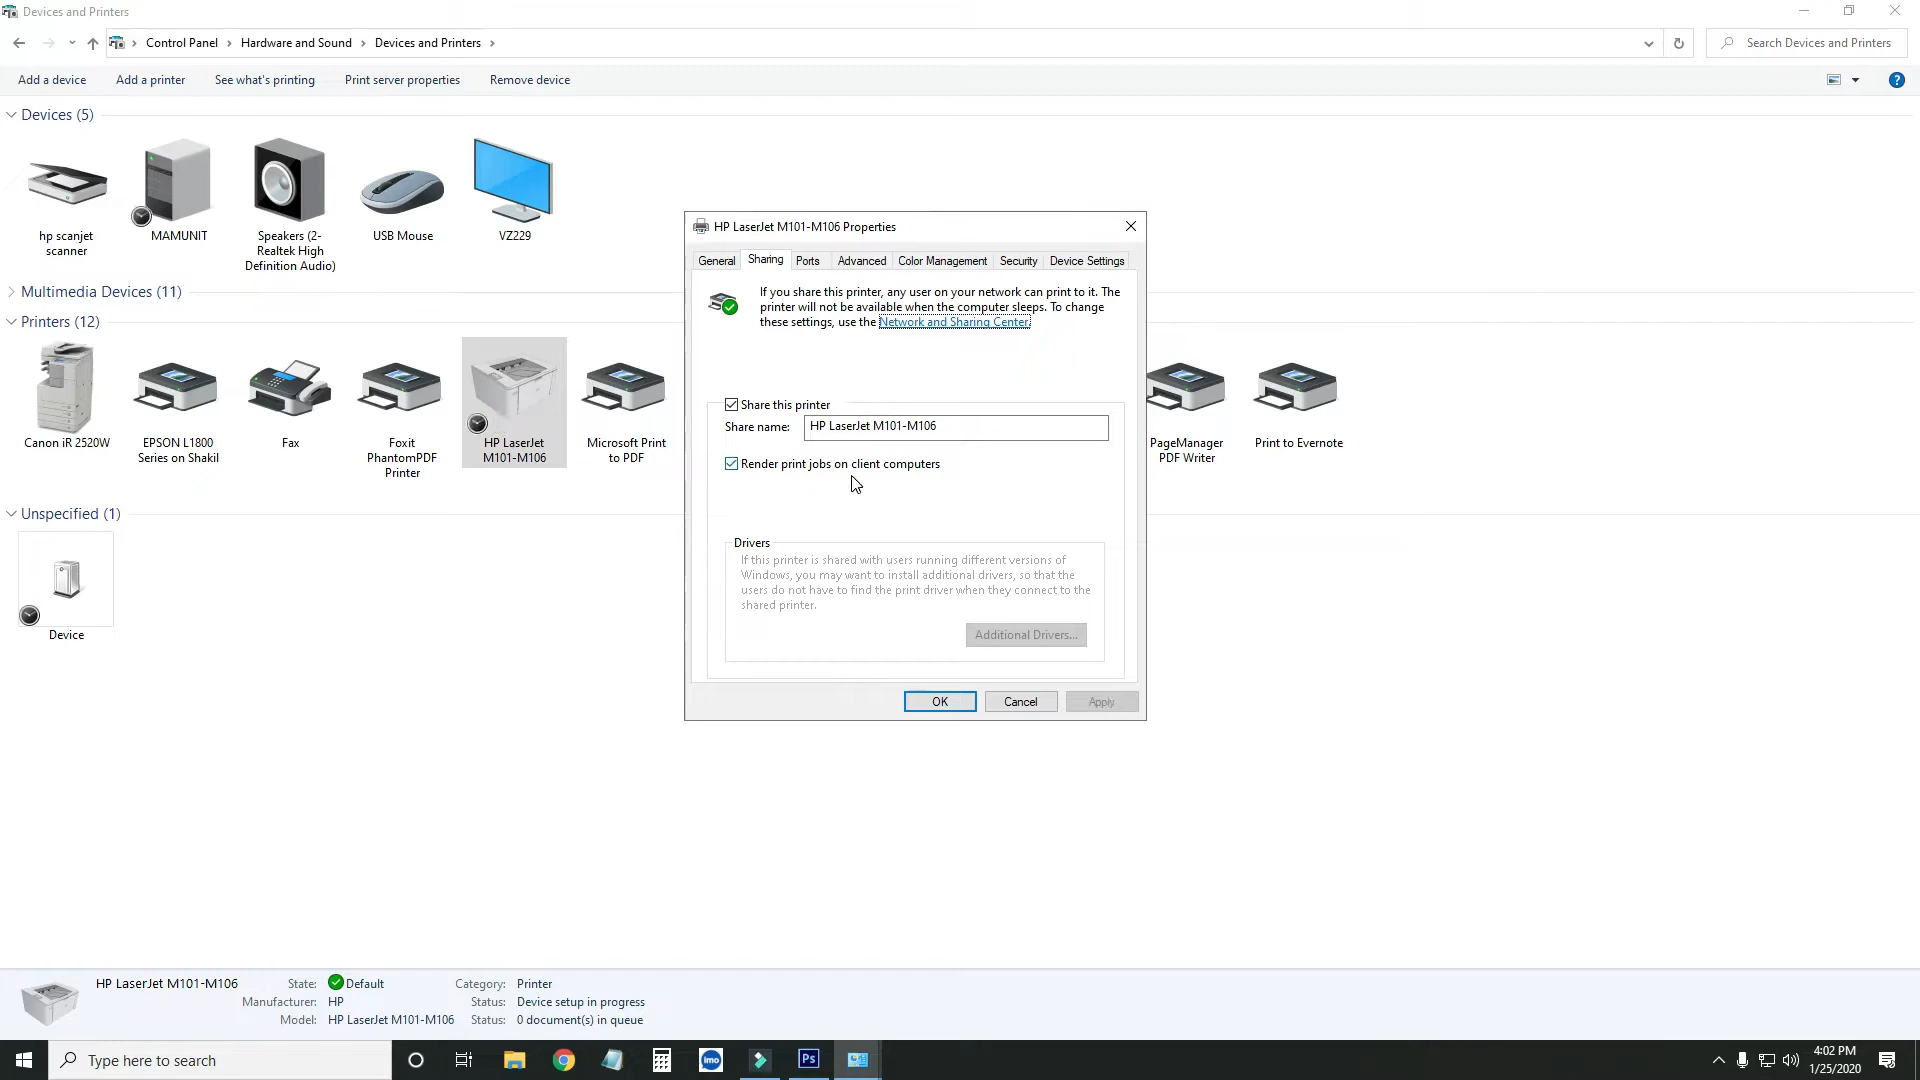 Devices and Printers
Control Panel
Hardware and Sound
Devices and Printers
Search Devices and Printers
Add a device
Add a printer
See what's printing
Print server properties
Remove device
?
Devices (5)
hp scanjet
scanner
MAMUNIT
Speakers (2-
Realtek High
Definition Audio)
USB Mouse
VZ229
Multimedia Devices (11)
Printers (12)
Canon iR 2520W
EPSON L1800
Series on Shakil
Fax
Foxit
PhantomPDF
Printer
HP LaserJet
M101-M106
Microsoft Print
to PDF
PageManager
PDF Writer
Print to Evernote
Unspecified (1)
Device
HP LaserJet M101-M106 Properties
General
Sharing
Ports
Advanced
Color Management
Security
Device Settings
If you share this printer, any user on your network can print to it. The
printer will not be available when the computer sleeps. To change
these settings, use the Network and Sharing Center.
Share this printer
Share name:
HP LaserJet M101-M106
Render print jobs on client computers
Drivers
If this printer is shared with users running different versions of
Windows, you may want to install additional drivers, so that the
users do not have to find the print driver when they connect to the
shared printer.
Additional Drivers...
OK
Cancel
Apply
HP LaserJet M101-M106
State:
Default
Category:
Printer
Manufacturer:
HP
Status:
Device setup in progress
Model:
HP LaserJet M101-M106
Status:
0 document(s) in queue
Type here to search
imo
Ps
4:02 PM
1/25/2020